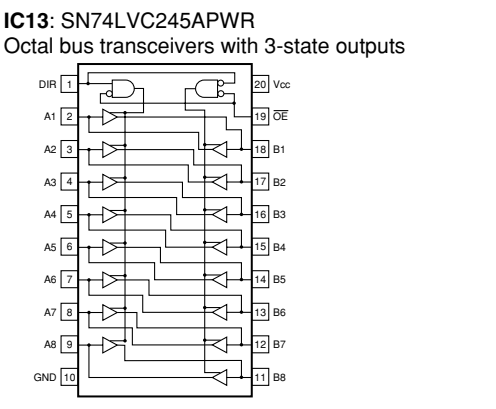 IC13: SN74LVC245APWR
Octal bus transceivers with 3-state outputs
DIR 1 20 Vcc
A1 2 19 OE
A2 3 18 B1
A3 4 17 B2
A4 5 16 B3
A5 6 15 B4
A6 7 14 B5
A7 8 13 B6
A8 9 12 B7
GND 10 11 B8